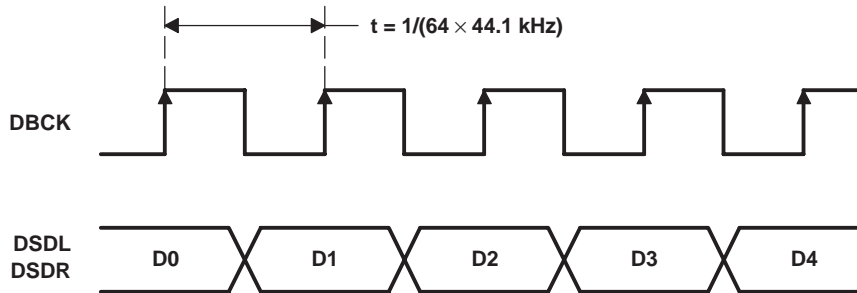 t = 1/(64 × 44.1 kHz)
DBCK
DSDL
DSDR
D0 D1 D2 D3 D4